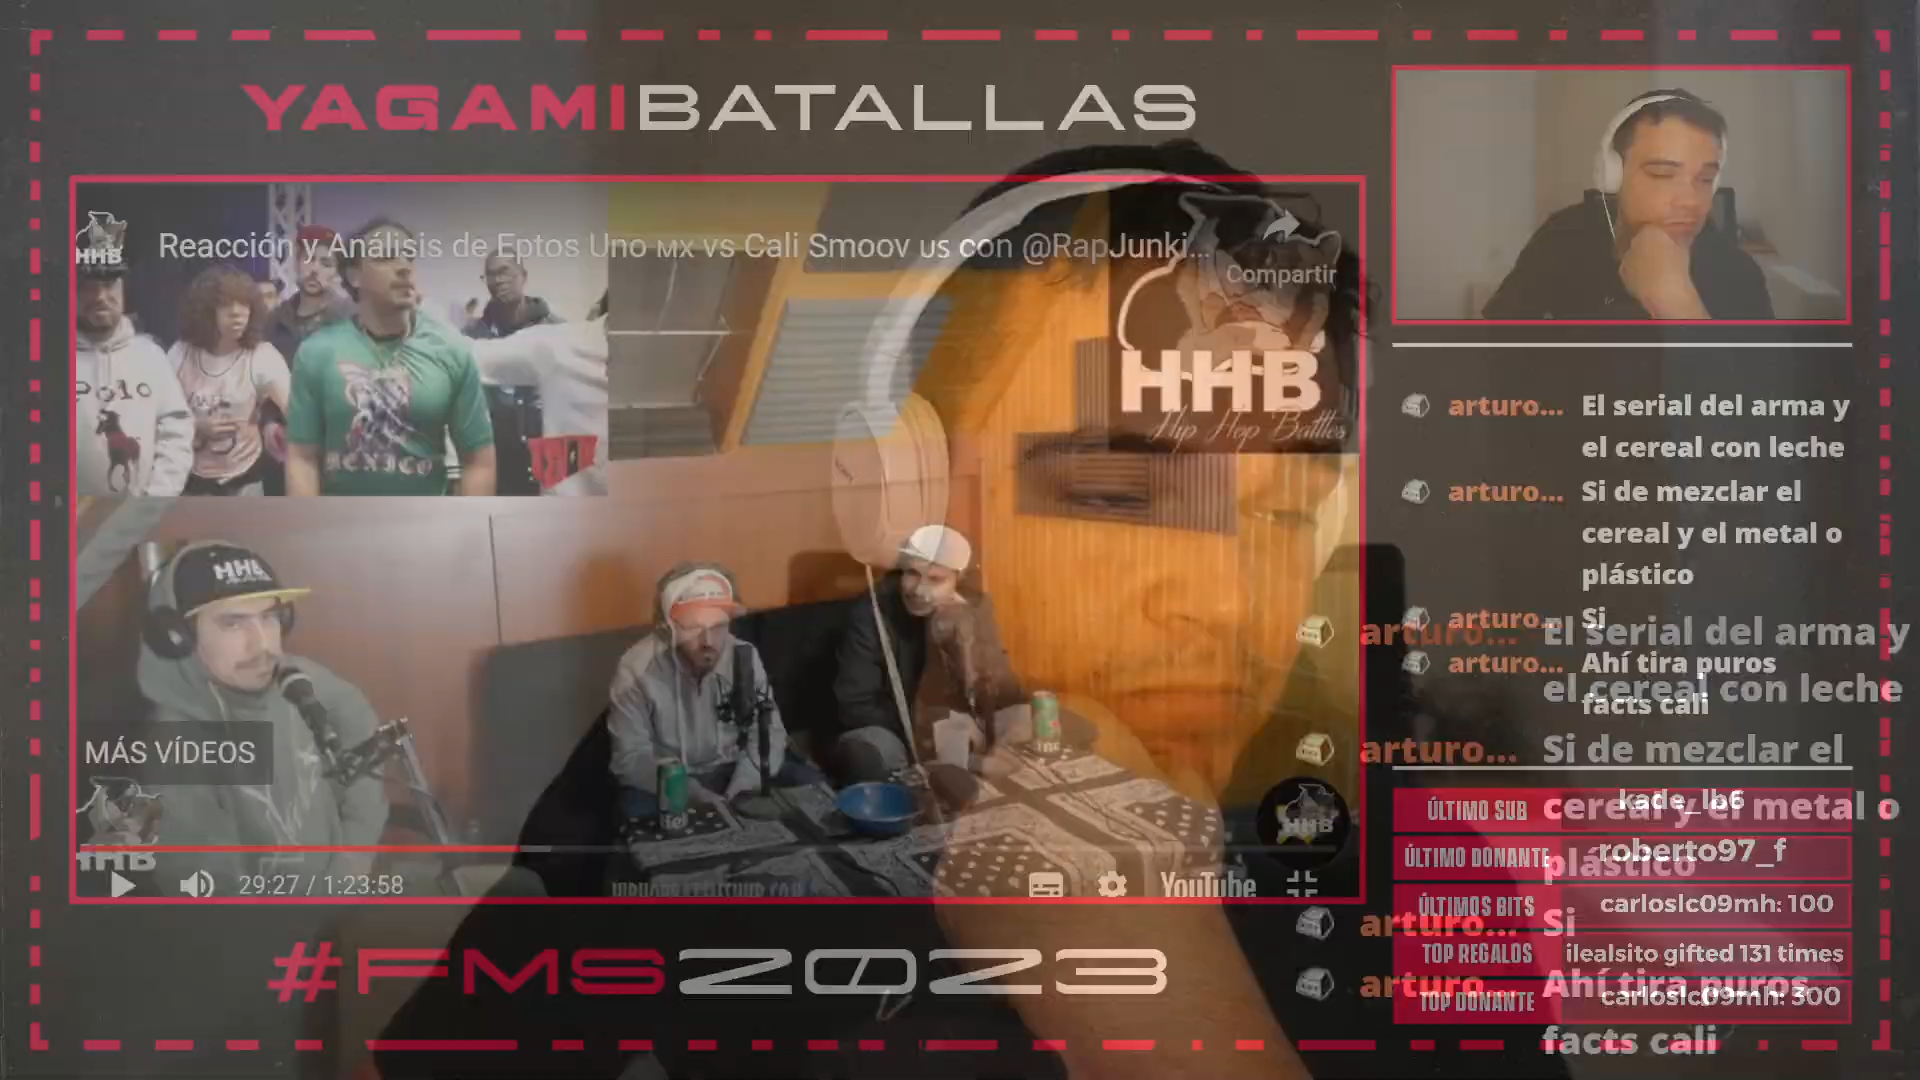 YAGAMIBATALLAS
Reacción y Análisis de Eptos Uno MX vs Cali Smoov US con @RapJunki...
Compartir
HHB
HHB
Hip Hop Battles
POLO
MEXICO
HHB
MÁS VÍDEOS
HHB
HHB
29:27 / 1:23:58
YouTube
#FMS2023
arturo... El serial del arma y
el cereal con leche
arturo... Si de mezclar el
cereal y el metal o
plástico
arturo... Si
arturo... Ahí tira puros
facts cali
arturo... El serial del arma y
el cereal con leche
arturo... Si de mezclar el
cereal y el metal o
plástico
arturo... Si
arturo... Ahí tira puros
facts cali
ÚLTIMO SUB kade_lb6
ÚLTIMO DONANTE roberto97_f
ÚLTIMOS BITS carloslc09mh: 100
TOP REGALOS ilealsito gifted 131 times
TOP DONANTE carloslc09mh: 300